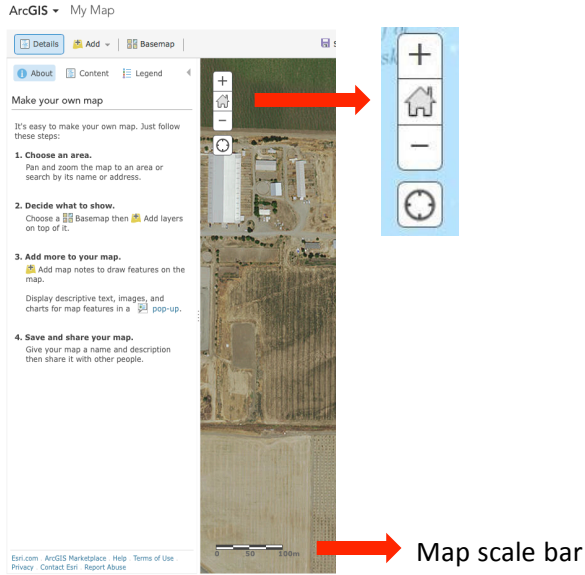 ArcGIS My Map
Details Add Basemap
About Content Legend
Make your own map
It's easy to make your own map. Just follow
these steps:
1. Choose an area.
Pan and zoom the map to an area or
search by its name or address.
2. Decide what to show.
Choose a Basemap then Add layers
on top of it.
3. Add more to your map.
Add map notes to draw features on the
map.
Display descriptive text, images, and
charts for map features in a pop-up.
4. Save and share your map.
Give your map a name and description
then share it with other people.
+
−
+
−
0 50 100m
Map scale bar
Esri.com . ArcGIS Marketplace . Help . Terms of Use .
Privacy . Contact Esri . Report Abuse